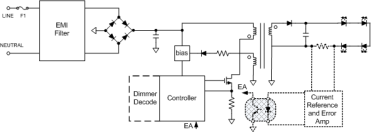 LINE F1
EMI
Filter
NEUTRAL
bias
Dimmer
Decode
Controller
EA
EA
Current
Reference
and Error
Amp